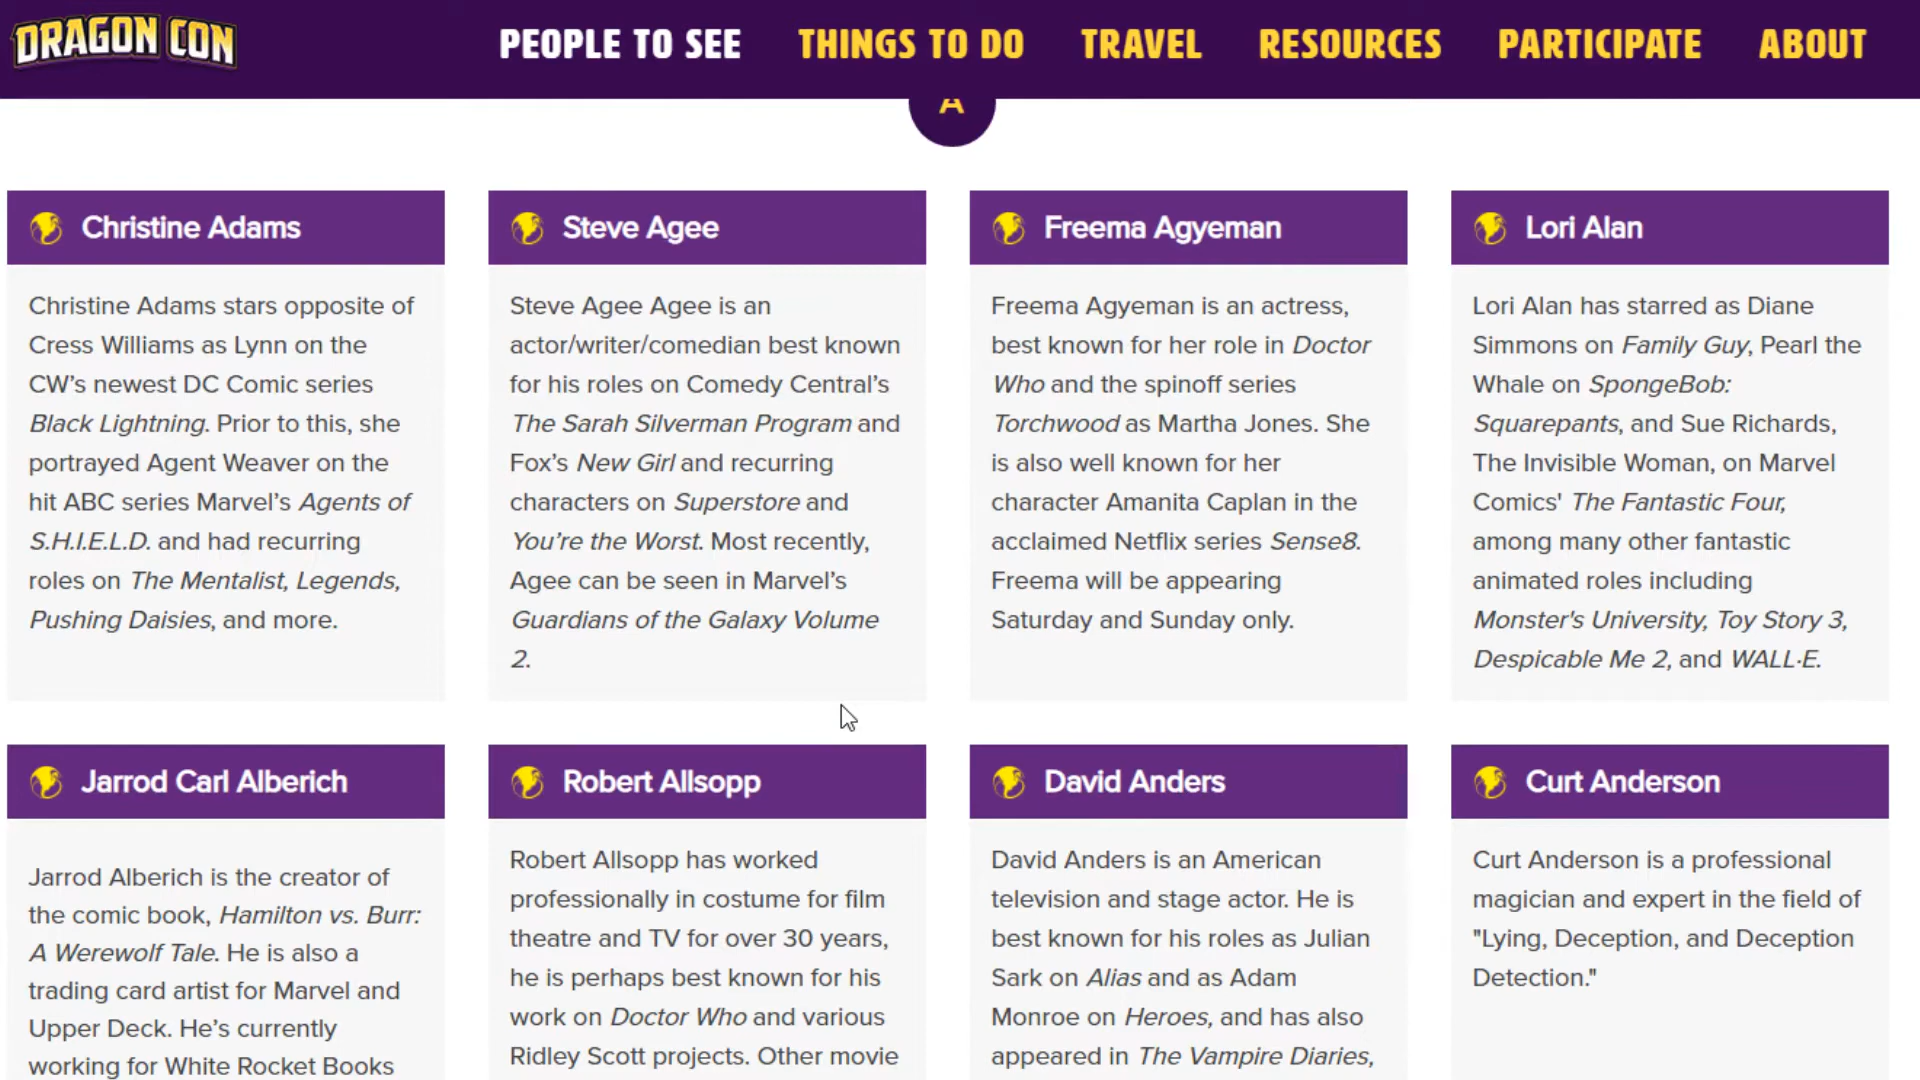 DRAGON CON
PEOPLE TO SEE
THINGS TO DO
TRAVEL
RESOURCES
PARTICIPATE
ABOUT
A
Christine Adams
Christine Adams stars opposite of
Cress Williams as Lynn on the
CW’s newest DC Comic series
Black Lightning. Prior to this, she
portrayed Agent Weaver on the
hit ABC series Marvel’s Agents of
S.H.I.E.L.D. and had recurring
roles on The Mentalist, Legends,
Pushing Daisies, and more.
Steve Agee
Steve Agee Agee is an
actor/writer/comedian best known
for his roles on Comedy Central’s
The Sarah Silverman Program and
Fox’s New Girl and recurring
characters on Superstore and
You’re the Worst. Most recently,
Agee can be seen in Marvel’s
Guardians of the Galaxy Volume
2.
Freema Agyeman
Freema Agyeman is an actress,
best known for her role in Doctor
Who and the spinoff series
Torchwood as Martha Jones. She
is also well known for her
character Amanita Caplan in the
acclaimed Netflix series Sense8.
Freema will be appearing
Saturday and Sunday only.
Lori Alan
Lori Alan has starred as Diane
Simmons on Family Guy, Pearl the
Whale on SpongeBob:
Squarepants, and Sue Richards,
The Invisible Woman, on Marvel
Comics' The Fantastic Four,
among many other fantastic
animated roles including
Monster's University, Toy Story 3,
Despicable Me 2, and WALL·E.
Jarrod Carl Alberich
Jarrod Alberich is the creator of
the comic book, Hamilton vs. Burr:
A Werewolf Tale. He is also a
trading card artist for Marvel and
Upper Deck. He’s currently
working for White Rocket Books
Robert Allsopp
Robert Allsopp has worked
professionally in costume for film
theatre and TV for over 30 years,
he is perhaps best known for his
work on Doctor Who and various
Ridley Scott projects. Other movie
David Anders
David Anders is an American
television and stage actor. He is
best known for his roles as Julian
Sark on Alias and as Adam
Monroe on Heroes, and has also
appeared in The Vampire Diaries,
Curt Anderson
Curt Anderson is a professional
magician and expert in the field of
"Lying, Deception, and Deception
Detection."